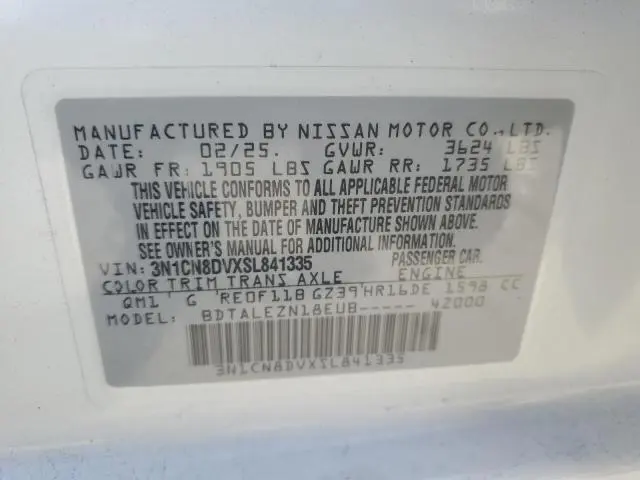 MANUFACTURED BY NISSAN MOTOR CO.,LTD.
DATE: 02/25. GVWR: 3624 LBS
GAWR FR: 1905 LBS GAWR RR: 1735 LBS
THIS VEHICLE CONFORMS TO ALL APPLICABLE FEDERAL MOTOR
VEHICLE SAFETY, BUMPER AND THEFT PREVENTION STANDARDS
IN EFFECT ON THE DATE OF MANUFACTURE SHOWN ABOVE.
SEE OWNER'S MANUAL FOR ADDITIONAL INFORMATION.
VIN: 3N1CN8DVXSL841335 PASSENGER CAR.
COLOR TRIM TRANS AXLE ENGINE
QM1 G RE0F11B GZ39 HR16DE 1598 CC
MODEL: BDTALEZN18EUB----- 42000
3N1CN8DVXSL841335